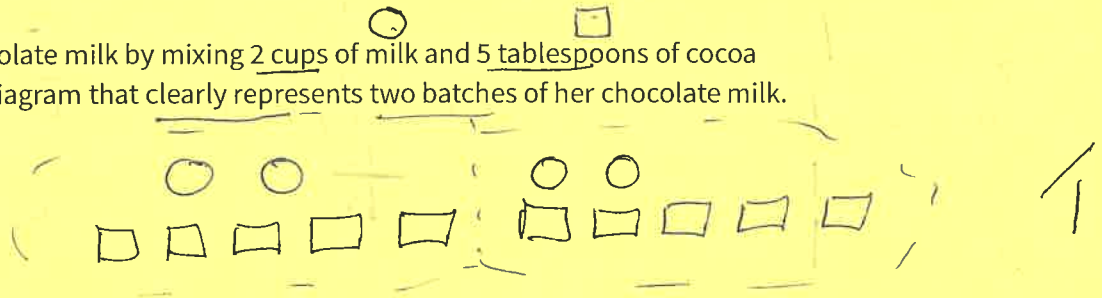 olate milk by mixing 2 cups of milk and 5 tablespoons of cocoa
iagram that clearly represents two batches of her chocolate milk.